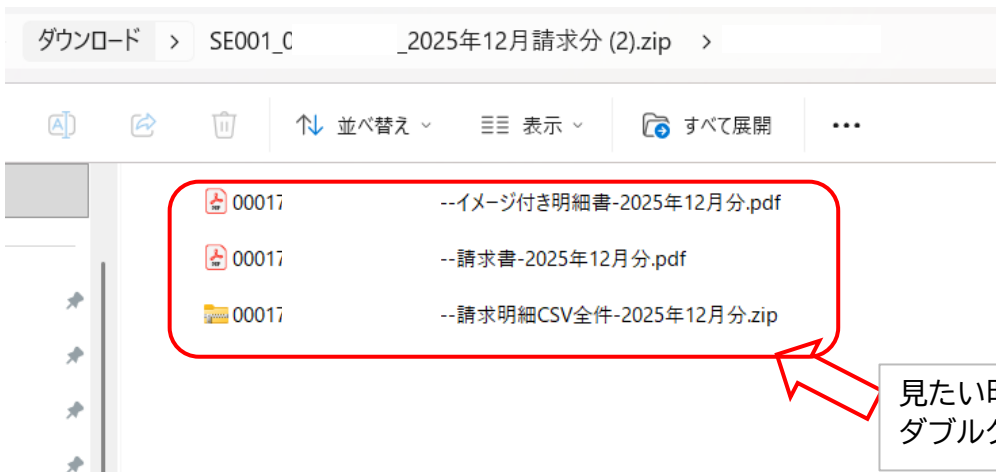 ダウンロード > SE001_0 _2025年12月請求分 (2).zip >
並べ替え 表示 すべて展開 •••
00017 --イメージ付き明細書-2025年12月分.pdf
00017 --請求書-2025年12月分.pdf
00017 --請求明細CSV全件-2025年12月分.zip
見たい
ダブル